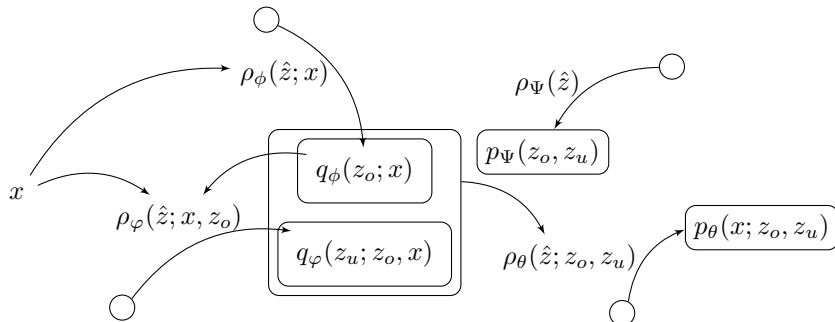 ρ_ϕ(ẑ; x)
ρ_Ψ(ẑ)
q_ϕ(z_o; x)
p_Ψ(z_o, z_u)
x
ρ_φ(ẑ; x, z_o)
p_θ(x; z_o, z_u)
q_φ(z_u; z_o, x)
ρ_θ(ẑ; z_o, z_u)